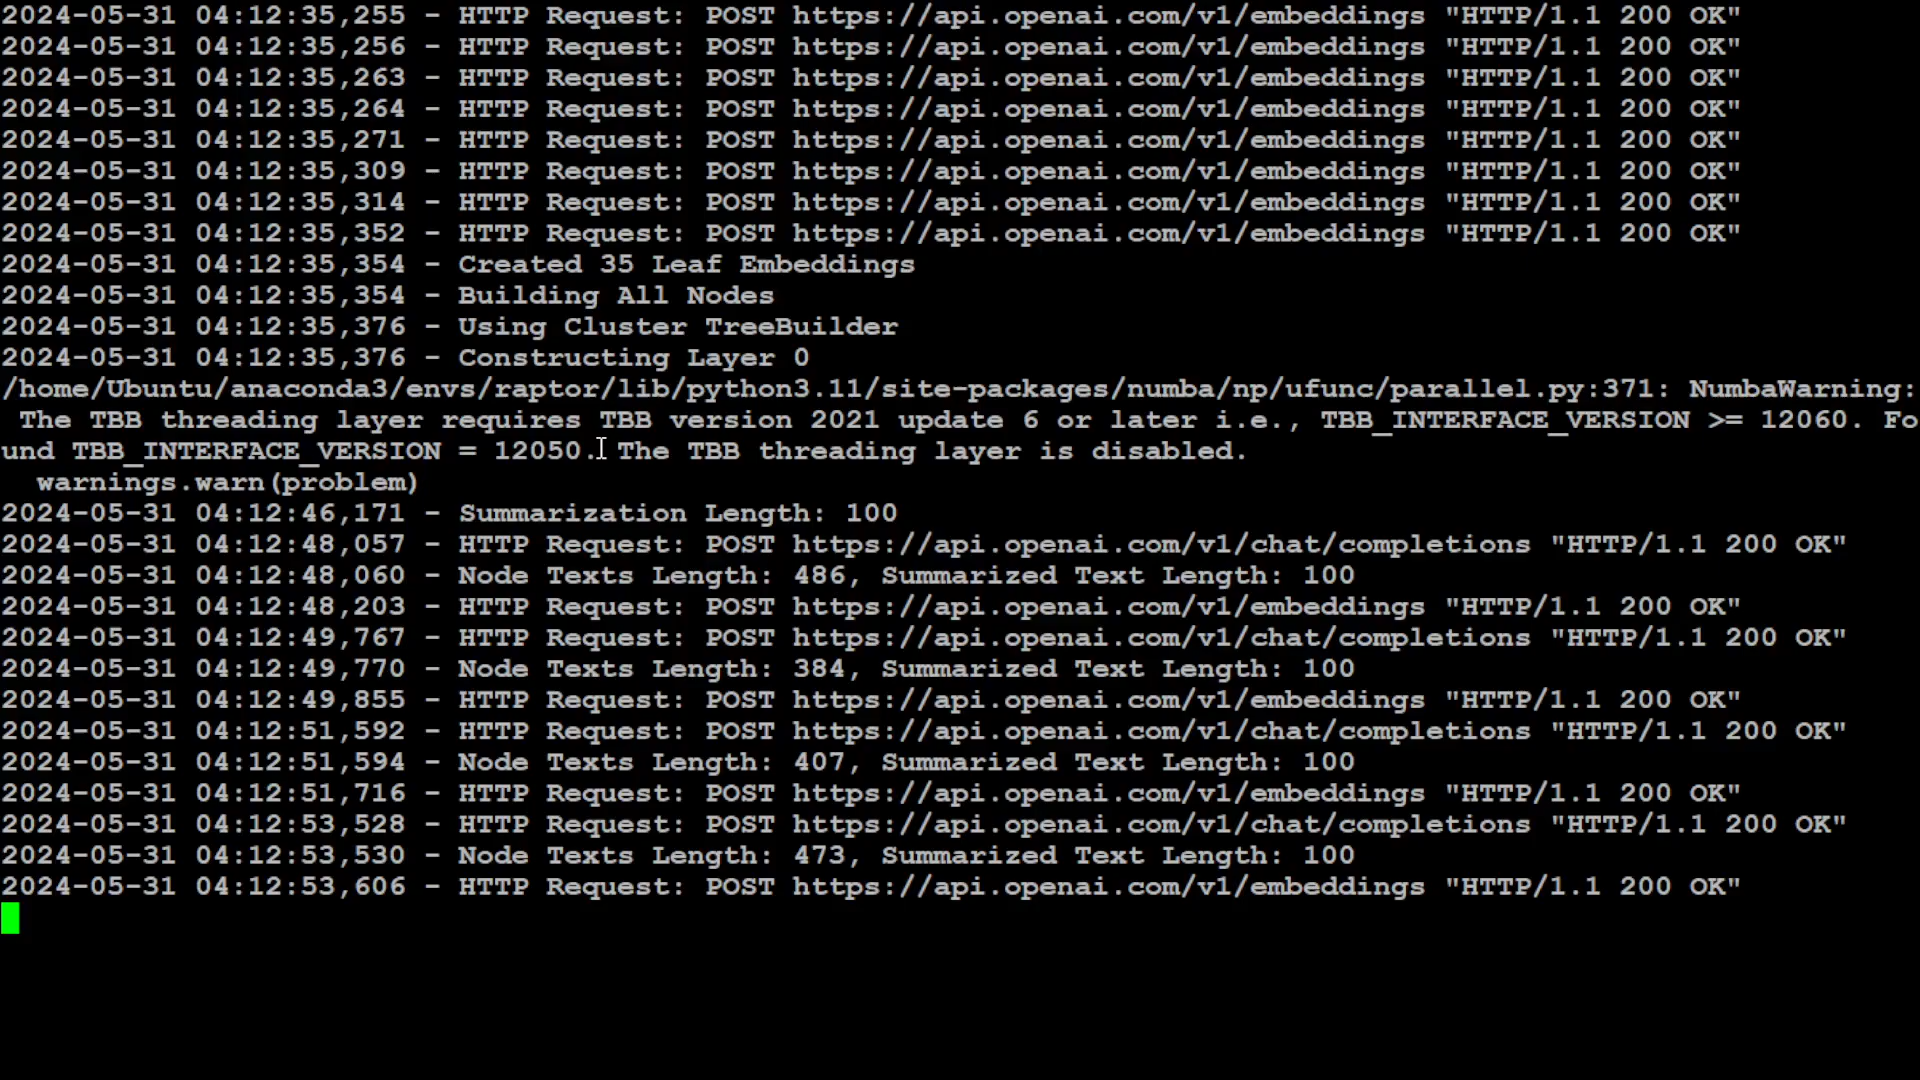 2024-05-31 04:12:35,255 - HTTP Request: POST https://api.openai.com/v1/embeddings "HTTP/1.1 200 OK"
2024-05-31 04:12:35,256 - HTTP Request: POST https://api.openai.com/v1/embeddings "HTTP/1.1 200 OK"
2024-05-31 04:12:35,263 - HTTP Request: POST https://api.openai.com/v1/embeddings "HTTP/1.1 200 OK"
2024-05-31 04:12:35,264 - HTTP Request: POST https://api.openai.com/v1/embeddings "HTTP/1.1 200 OK"
2024-05-31 04:12:35,271 - HTTP Request: POST https://api.openai.com/v1/embeddings "HTTP/1.1 200 OK"
2024-05-31 04:12:35,309 - HTTP Request: POST https://api.openai.com/v1/embeddings "HTTP/1.1 200 OK"
2024-05-31 04:12:35,314 - HTTP Request: POST https://api.openai.com/v1/embeddings "HTTP/1.1 200 OK"
2024-05-31 04:12:35,352 - HTTP Request: POST https://api.openai.com/v1/embeddings "HTTP/1.1 200 OK"
2024-05-31 04:12:35,354 - Created 35 Leaf Embeddings
2024-05-31 04:12:35,354 - Building All Nodes
2024-05-31 04:12:35,376 - Using Cluster TreeBuilder
2024-05-31 04:12:35,376 - Constructing Layer 0
/home/Ubuntu/anaconda3/envs/raptor/lib/python3.11/site-packages/numba/np/ufunc/parallel.py:371: NumbaWarning:
 The TBB threading layer requires TBB version 2021 update 6 or later i.e., TBB_INTERFACE_VERSION >= 12060. Fo
und TBB_INTERFACE_VERSION = 12050. The TBB threading layer is disabled.
  warnings.warn(problem)
2024-05-31 04:12:46,171 - Summarization Length: 100
2024-05-31 04:12:48,057 - HTTP Request: POST https://api.openai.com/v1/chat/completions "HTTP/1.1 200 OK"
2024-05-31 04:12:48,060 - Node Texts Length: 486, Summarized Text Length: 100
2024-05-31 04:12:48,203 - HTTP Request: POST https://api.openai.com/v1/embeddings "HTTP/1.1 200 OK"
2024-05-31 04:12:49,767 - HTTP Request: POST https://api.openai.com/v1/chat/completions "HTTP/1.1 200 OK"
2024-05-31 04:12:49,770 - Node Texts Length: 384, Summarized Text Length: 100
2024-05-31 04:12:49,855 - HTTP Request: POST https://api.openai.com/v1/embeddings "HTTP/1.1 200 OK"
2024-05-31 04:12:51,592 - HTTP Request: POST https://api.openai.com/v1/chat/completions "HTTP/1.1 200 OK"
2024-05-31 04:12:51,594 - Node Texts Length: 407, Summarized Text Length: 100
2024-05-31 04:12:51,716 - HTTP Request: POST https://api.openai.com/v1/embeddings "HTTP/1.1 200 OK"
2024-05-31 04:12:53,528 - HTTP Request: POST https://api.openai.com/v1/chat/completions "HTTP/1.1 200 OK"
2024-05-31 04:12:53,530 - Node Texts Length: 473, Summarized Text Length: 100
2024-05-31 04:12:53,606 - HTTP Request: POST https://api.openai.com/v1/embeddings "HTTP/1.1 200 OK"